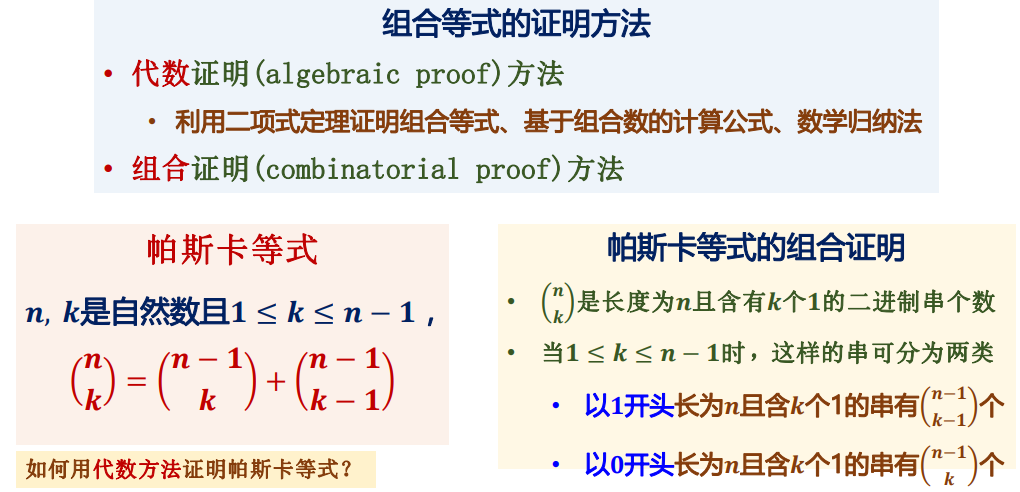 组合等式的证明方法
• 代数证明(algebraic proof)方法
• 利用二项式定理证明组合等式、基于组合数的计算公式、数学归纳法
• 组合证明(combinatorial proof)方法
帕斯卡等式
n, k是自然数且1 ≤ k ≤ n − 1，
\binom{n}{k} = \binom{n − 1}{k} + \binom{n − 1}{k − 1}
如何用代数方法证明帕斯卡等式？
帕斯卡等式的组合证明
• \binom{n}{k}是长度为n且含有k个1的二进制串个数
• 当1 ≤ k ≤ n − 1时，这样的串可分为两类
• 以1开头长为n且含k个1的串有\binom{n−1}{k−1}个
• 以0开头长为n且含k个1的串有\binom{n−1}{k}个